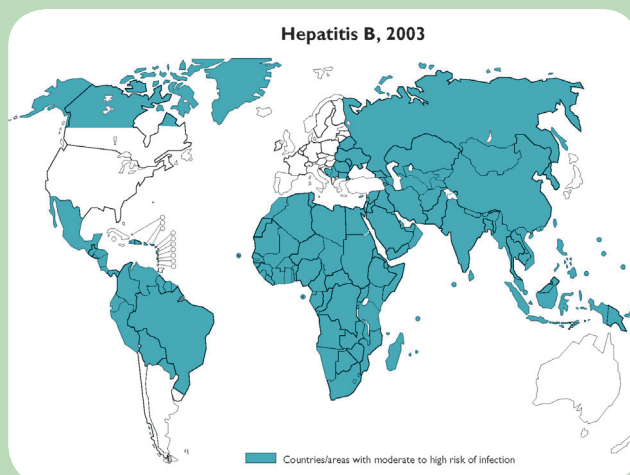 Hepatitis B, 2003
Countries/areas with moderate to high risk of infection